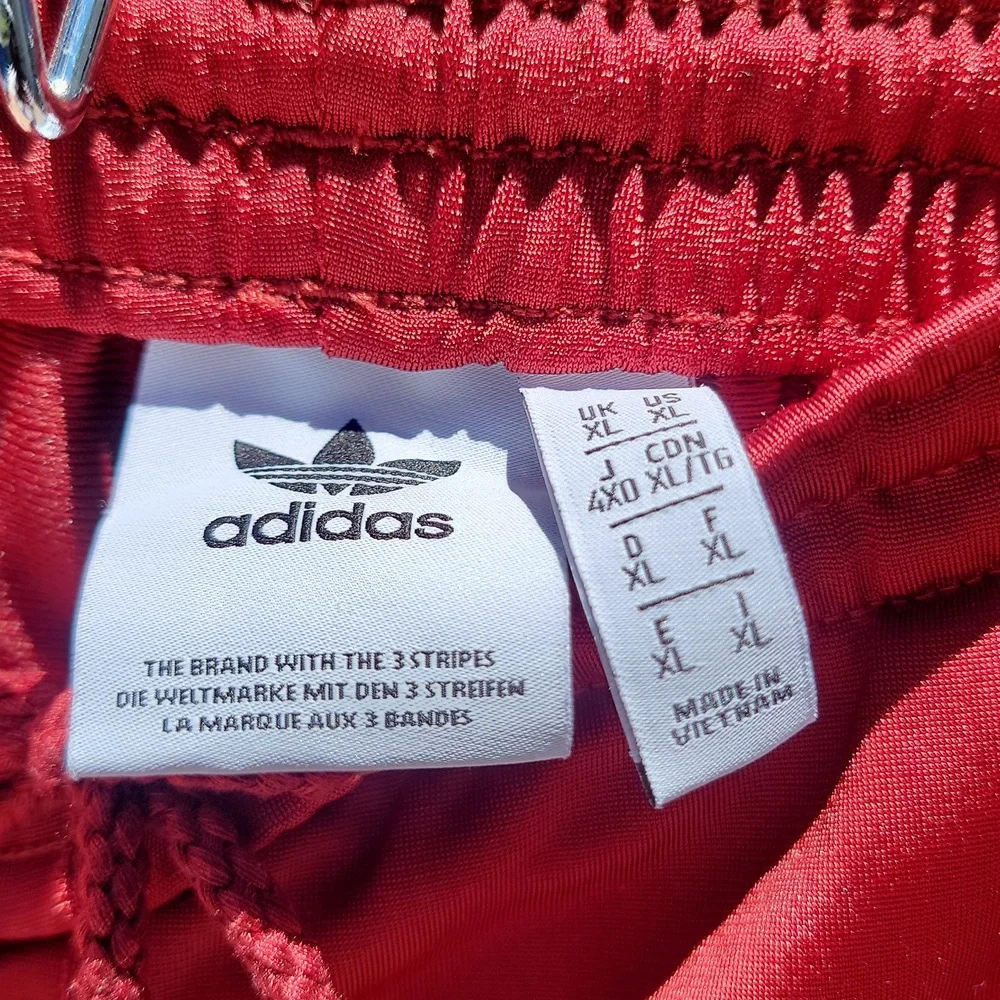 adidas
THE BRAND WITH THE 3 STRIPES
DIE WELTMARKE MIT DEN 3 STREIFEN
LA MARQUE AUX 3 BANDES
UK US
XL XL
J CDN
4XO XL/TG
D F
XL XL
E I
XL XL
MADE IN
VIETNAM